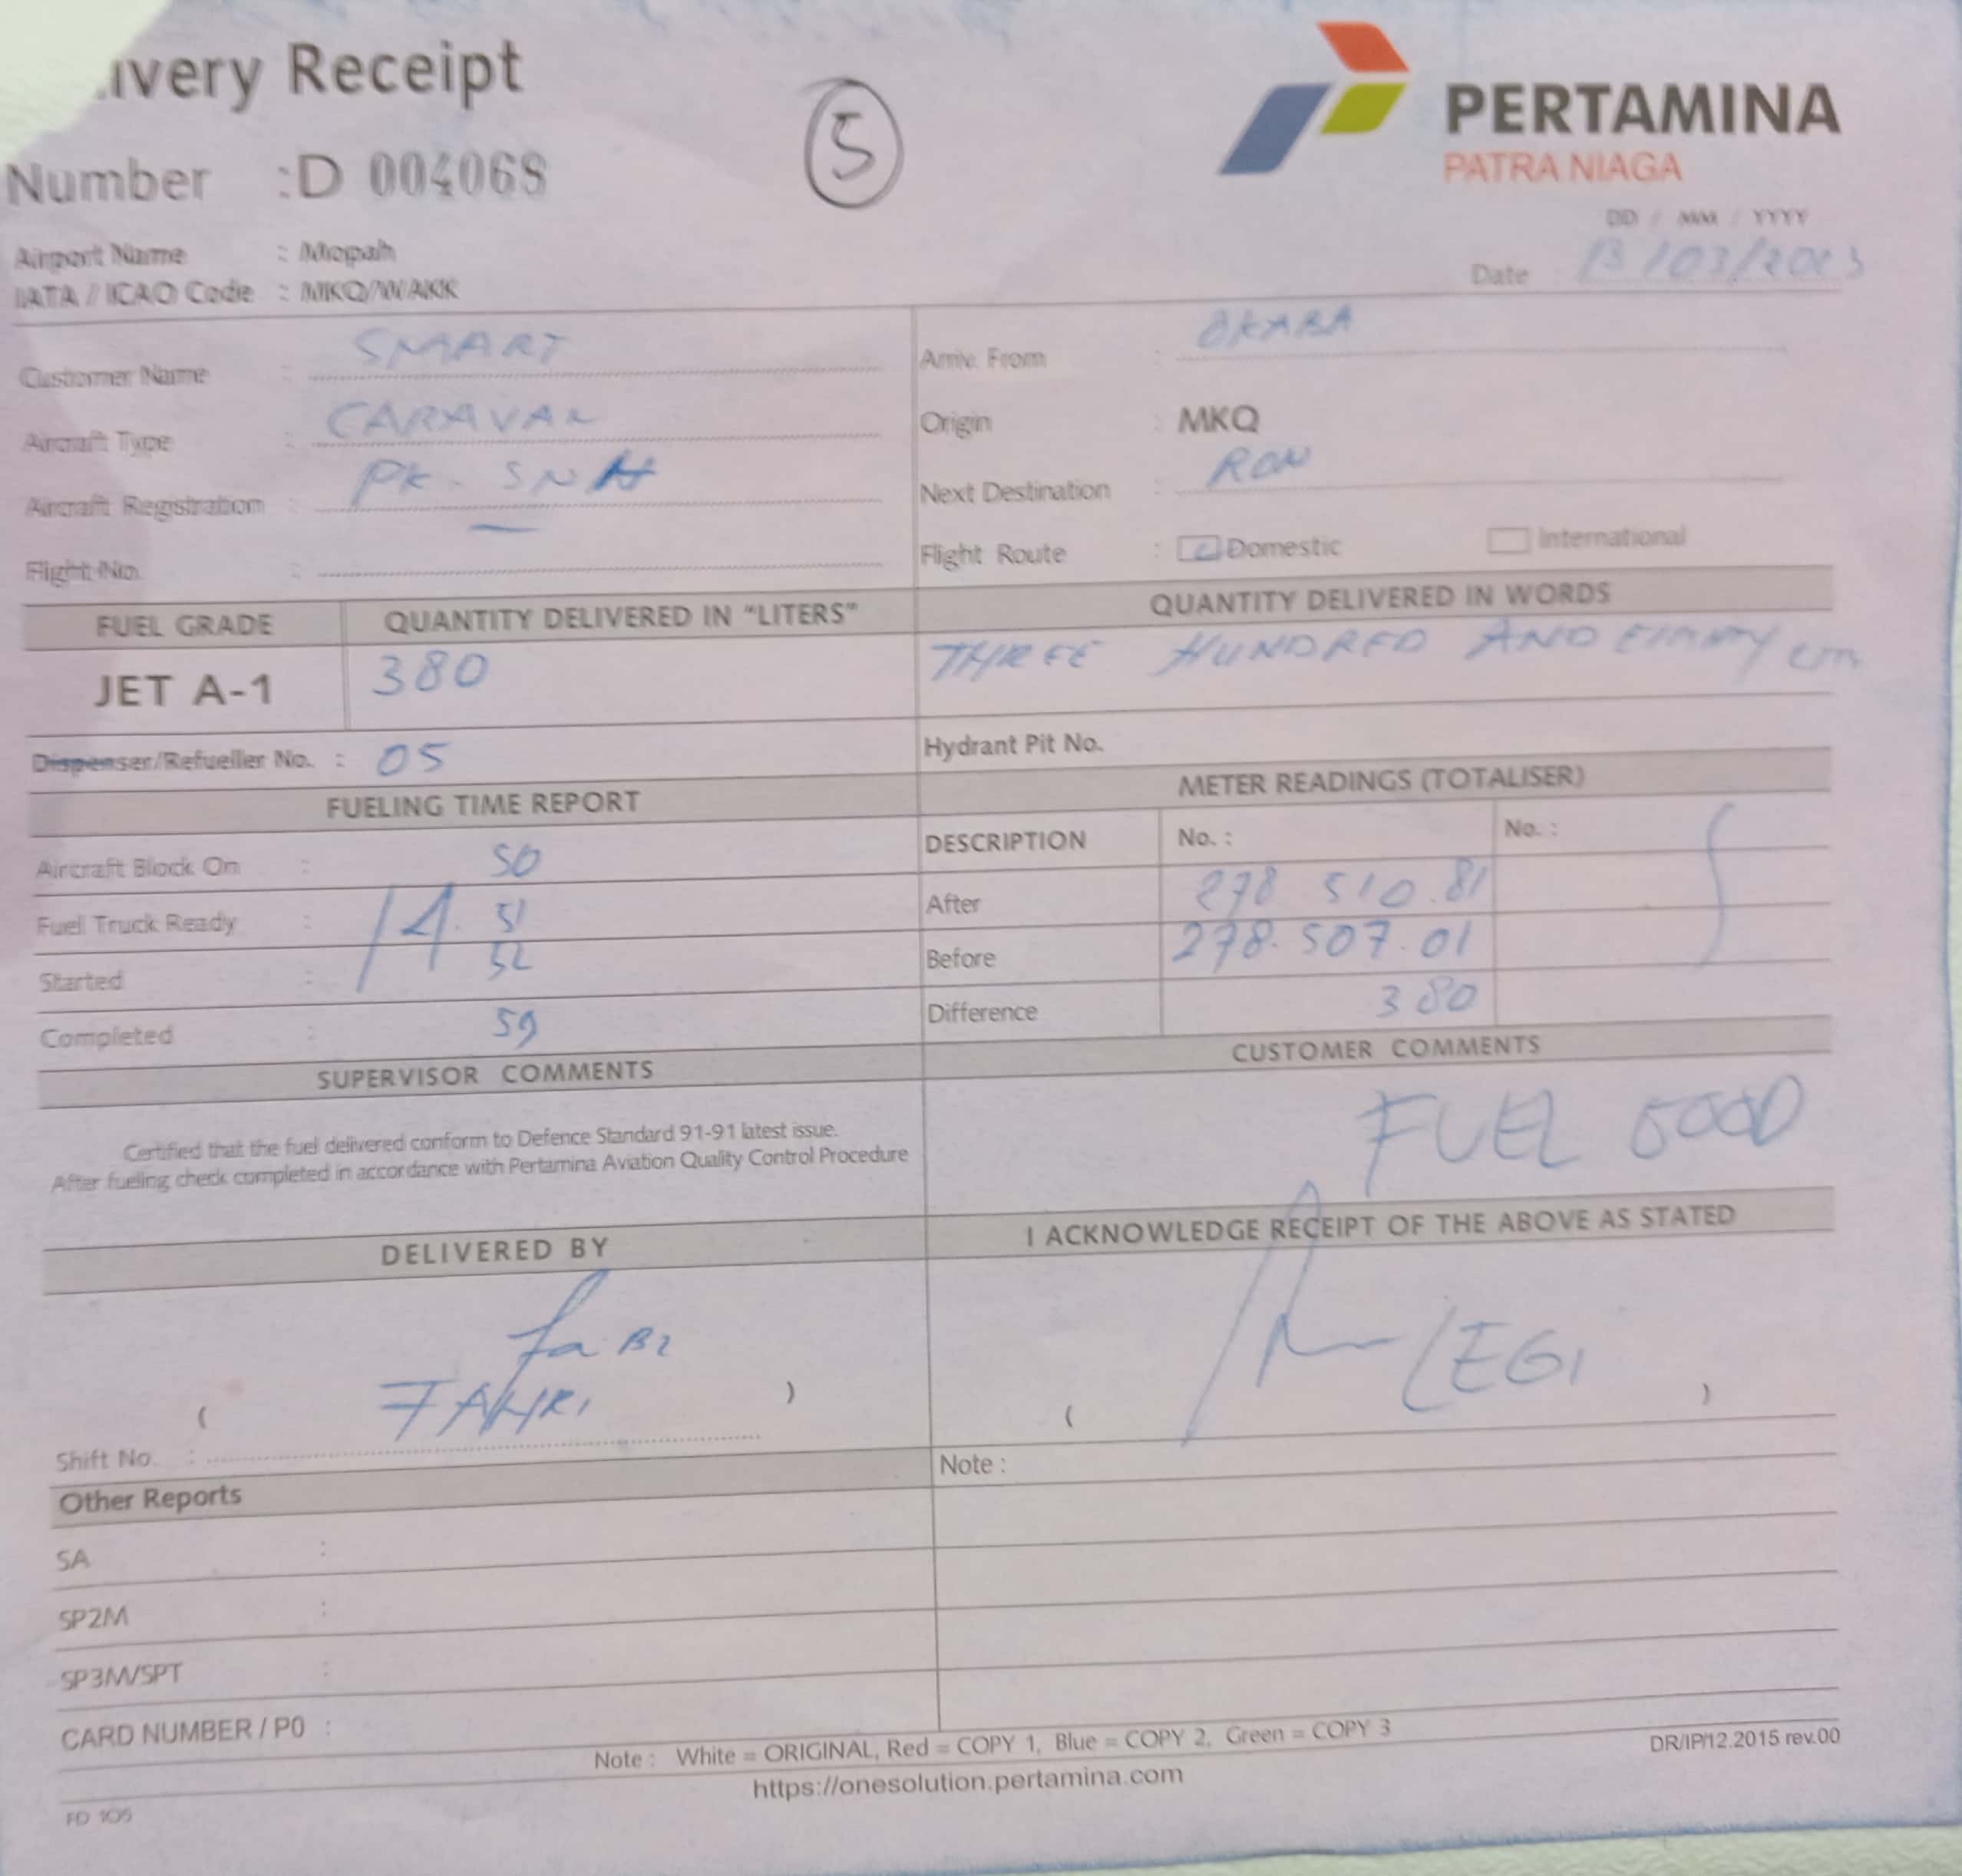 ivery Receipt
5
PERTAMINA
PATRA NIAGA
Number : D 004068
DD / MM / YYYY
Airport Name : Mopah
Date 13/03/2023
IATA / ICAO Code : MKQ/WAKK
Customer Name : SMART
Arriv. From : OKABA
Aircraft Type : CARAVAN
Origin : MKQ
Aircraft Registration : PK - SNH
Next Destination : RON
Flight No. :
Flight Route : Domestic International
FUEL GRADE QUANTITY DELIVERED IN "LITERS" QUANTITY DELIVERED IN WORDS
JET A-1 380 THREE HUNDRED AND EIGHTY
Dispenser/Refueller No. : 05
Hydrant Pit No.
FUELING TIME REPORT
METER READINGS (TOTALISER)
DESCRIPTION No. : No. :
Aircraft Block On : 50
After 278 510.81
Fuel Truck Ready : 14. 51
Before 278.507.01
Started : 52
Difference 380
Completed : 59
SUPERVISOR COMMENTS
CUSTOMER COMMENTS
Certified that the fuel delivered conform to Defence Standard 91-91 latest issue.
After fueling check completed in accordance with Pertamina Aviation Quality Control Procedure
FUEL GOOD
DELIVERED BY
I ACKNOWLEDGE RECEIPT OF THE ABOVE AS STATED
( FAHRI )
( LEGI )
Shift No. :
Note :
Other Reports
SA :
SP2M :
SP3M/SPT :
CARD NUMBER / P0 :
Note : White = ORIGINAL, Red = COPY 1, Blue = COPY 2, Green = COPY 3
DR/IP/12.2015 rev.00
https://onesolution.pertamina.com
FD 105